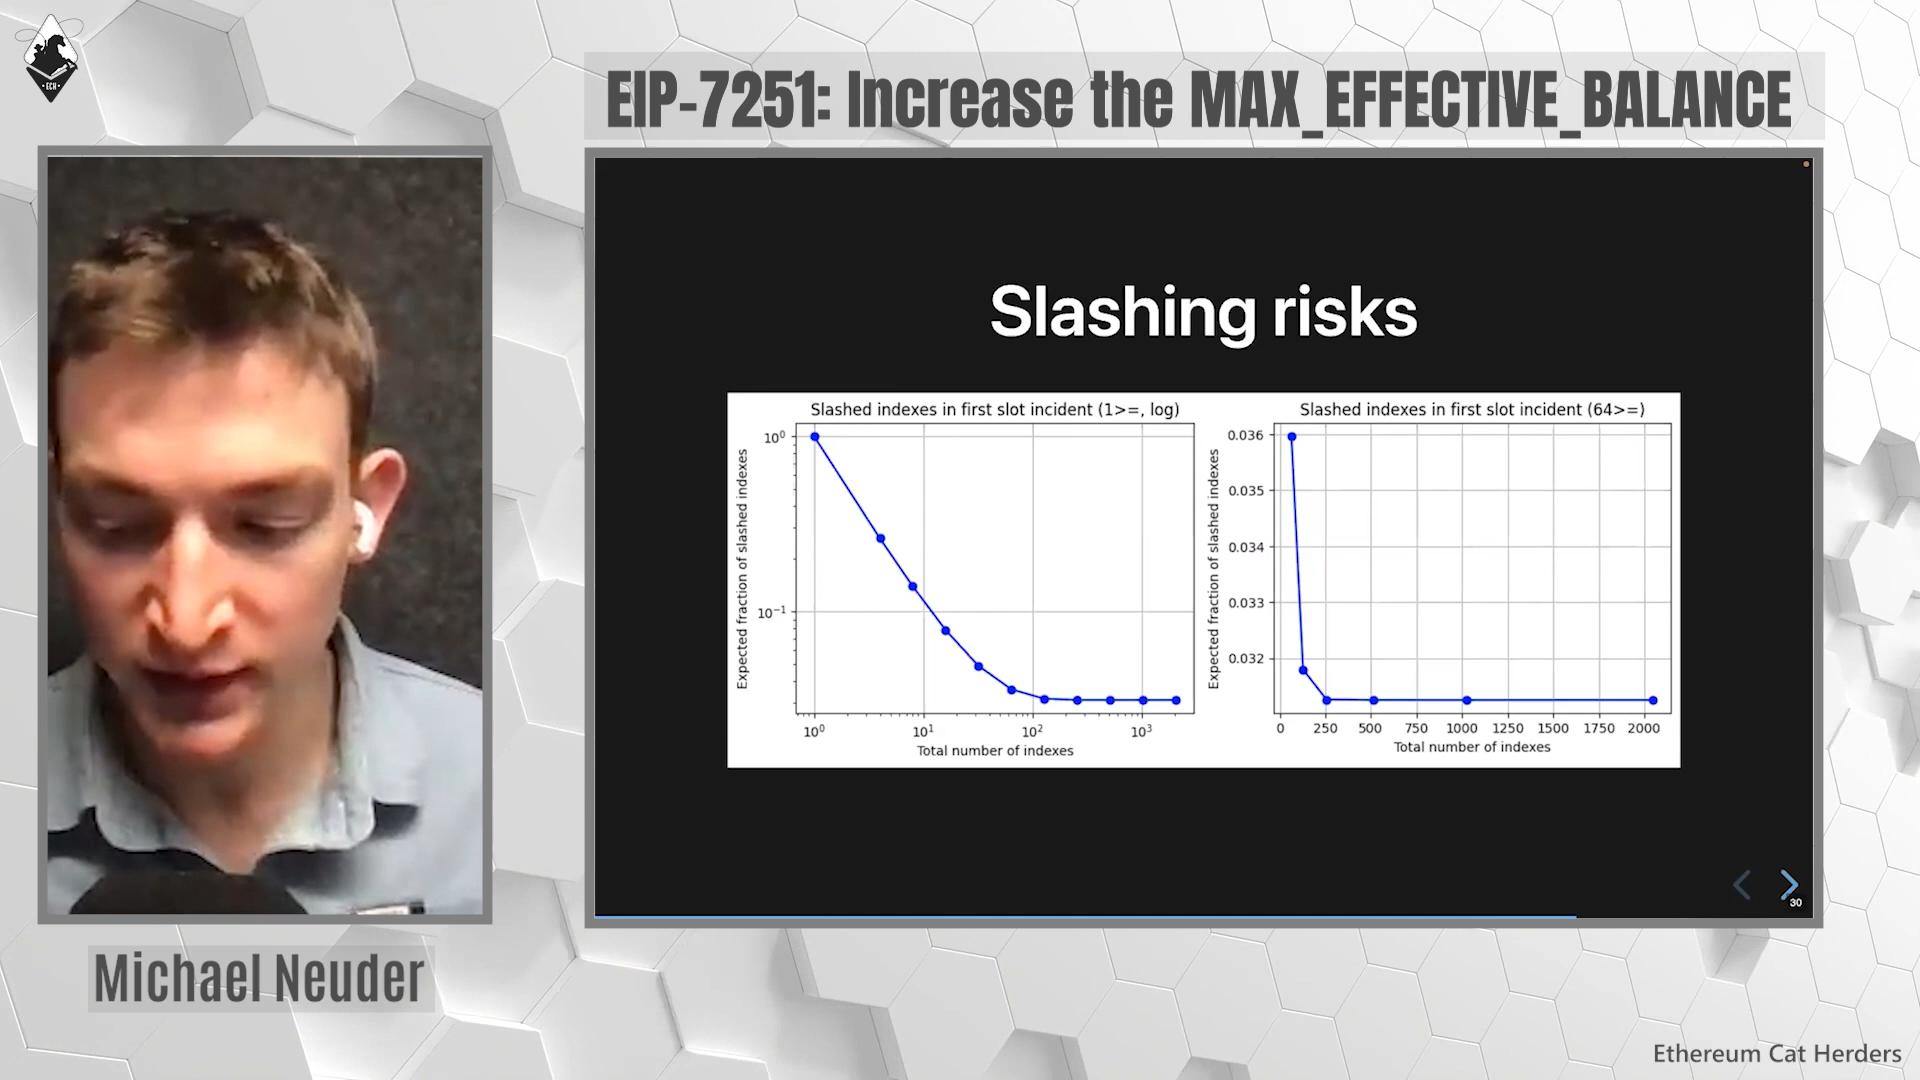 ECH
EIP-7251: Increase the MAX_EFFECTIVE_BALANCE
Slashing risks
Slashed indexes in first slot incident (1>=, log)
Expected fraction of slashed indexes
10⁰
10⁻¹
10⁰ 10¹ 10² 10³
Total number of indexes
Slashed indexes in first slot incident (64>=)
Expected fraction of slashed indexes
0.036
0.035
0.034
0.033
0.032
0 250 500 750 1000 1250 1500 1750 2000
Total number of indexes
30
Michael Neuder
Ethereum Cat Herders